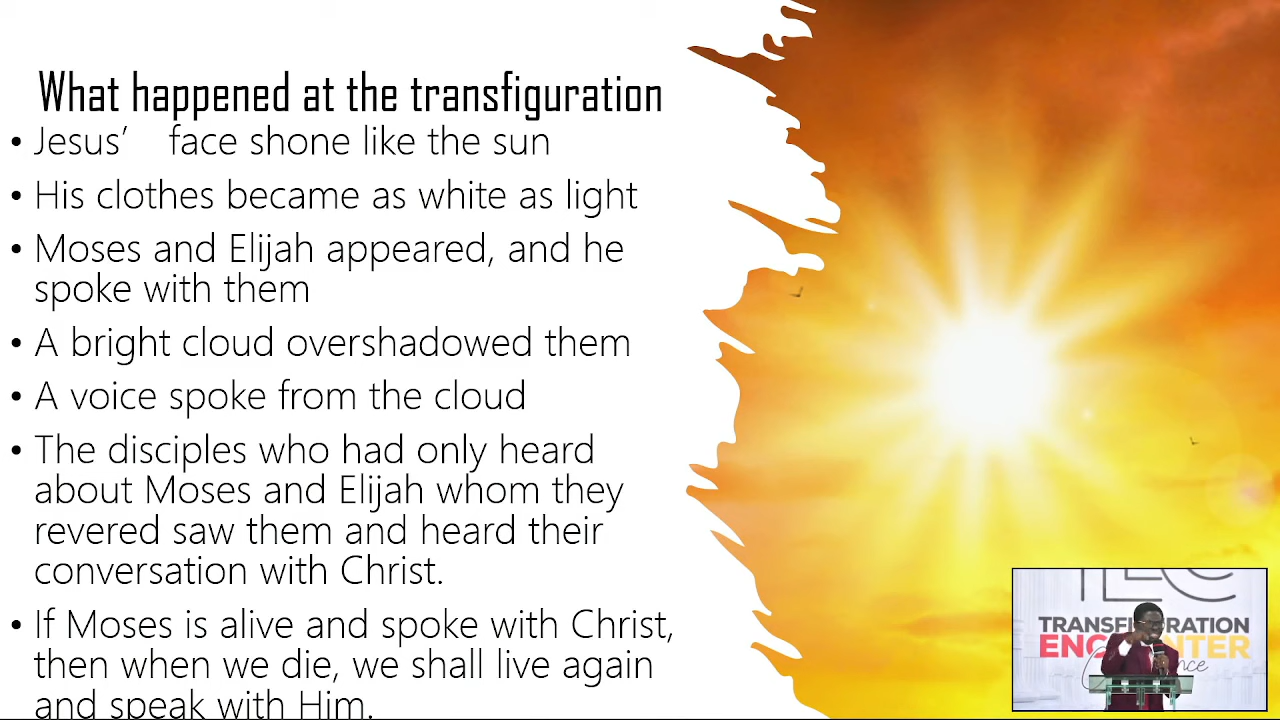 What happened at the transfiguration
• Jesus’ face shone like the sun
• His clothes became as white as light
• Moses and Elijah appeared, and he
spoke with them
• A bright cloud overshadowed them
• A voice spoke from the cloud
• The disciples who had only heard
about Moses and Elijah whom they
revered saw them and heard their
conversation with Christ.
• If Moses is alive and spoke with Christ,
then when we die, we shall live again
and speak with Him.
TRANSFIGURATION